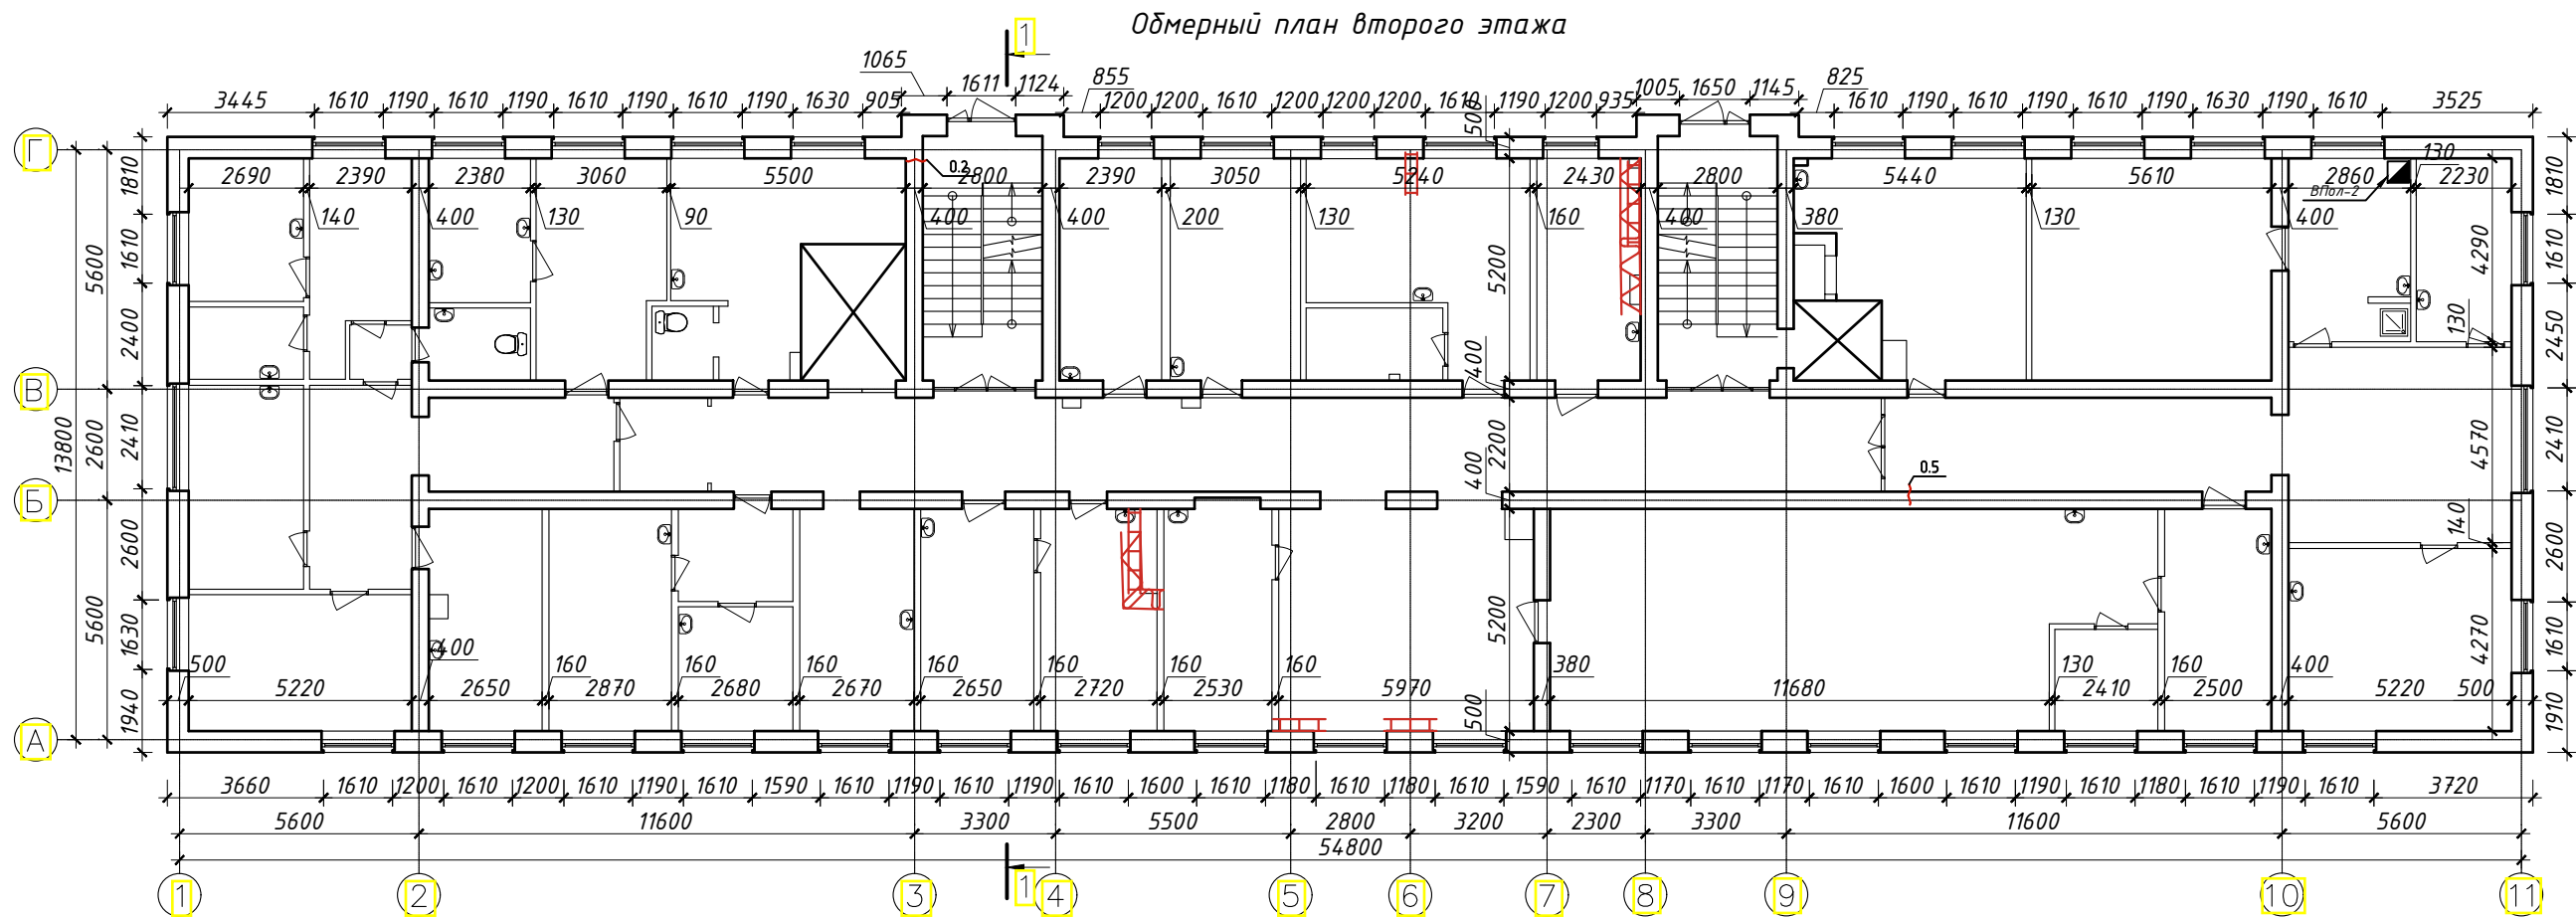 Обмерный план второго этажа
1
1065 1611 1124 855 1005 1650 1145 825
3445 1610 1190 1610 1190 1610 1190 1610 1190 1630 905 1200 1200 1610 1200 1200 1200 1610 1190 1200 935 1610 1190 1610 1190 1610 1190 1630 1190 1610 3525
500
Г
0.2
130
2690 2390 2380 3060 5500 2800 2390 3050 5240 2430 2800 5440 5610 2860 2230
ВПол-2
140 400 130 90 400 400 200 130 160 400 380 130 400
1810 1610 2400 2410 2600 1630 1940
5600 2600 5600
13800
5200 400 2200 400 5200 500
4290 130 4570 140 4270
1810 1610 2450 2410 2600 1610 1910
В
0.5
Б
500 400 160 160 160 160 160 160 160 380 130 160 400
5220 2650 2870 2680 2670 2650 2720 2530 5970 11680 2410 2500 5220 500
А
3660 1610 1200 1610 1200 1610 1190 1610 1590 1610 1190 1610 1190 1610 1600 1610 1180 1610 1180 1610 1590 1610 1170 1610 1170 1610 1600 1610 1190 1610 1180 1610 1190 1610 3720
5600 11600 3300 5500 2800 3200 2300 3300 11600 5600
54800
1
1 2 3 4 5 6 7 8 9 10 11